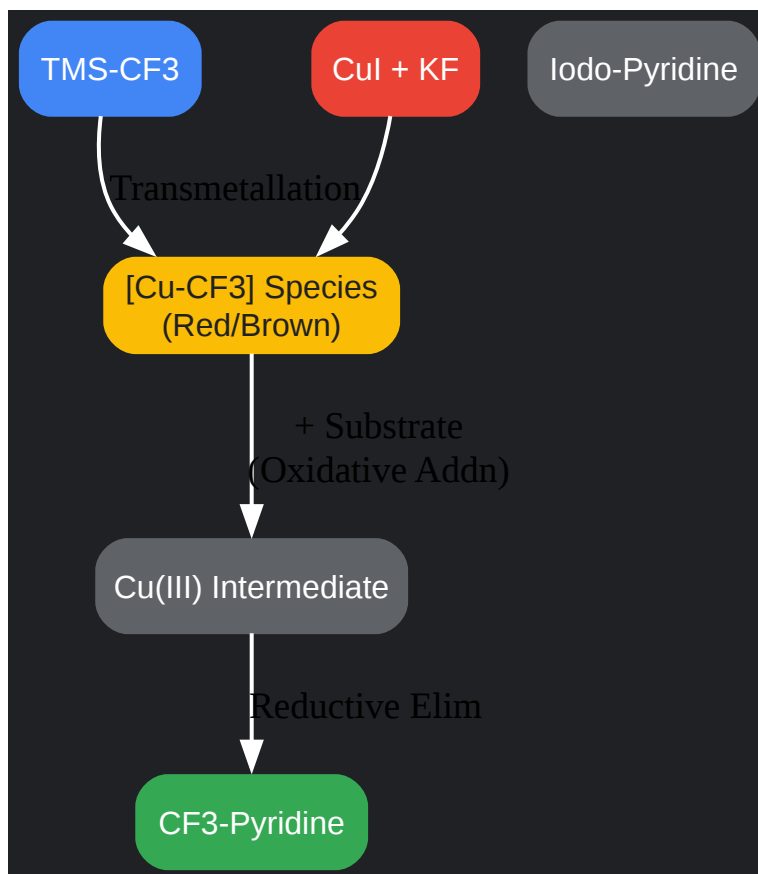 TMS-CF3
CuI + KF
Iodo-Pyridine
Transmetallation
[Cu-CF3] Species
(Red/Brown)
+ Substrate
(Oxidative Addn)
Cu(III) Intermediate
Reductive Elim
CF3-Pyridine